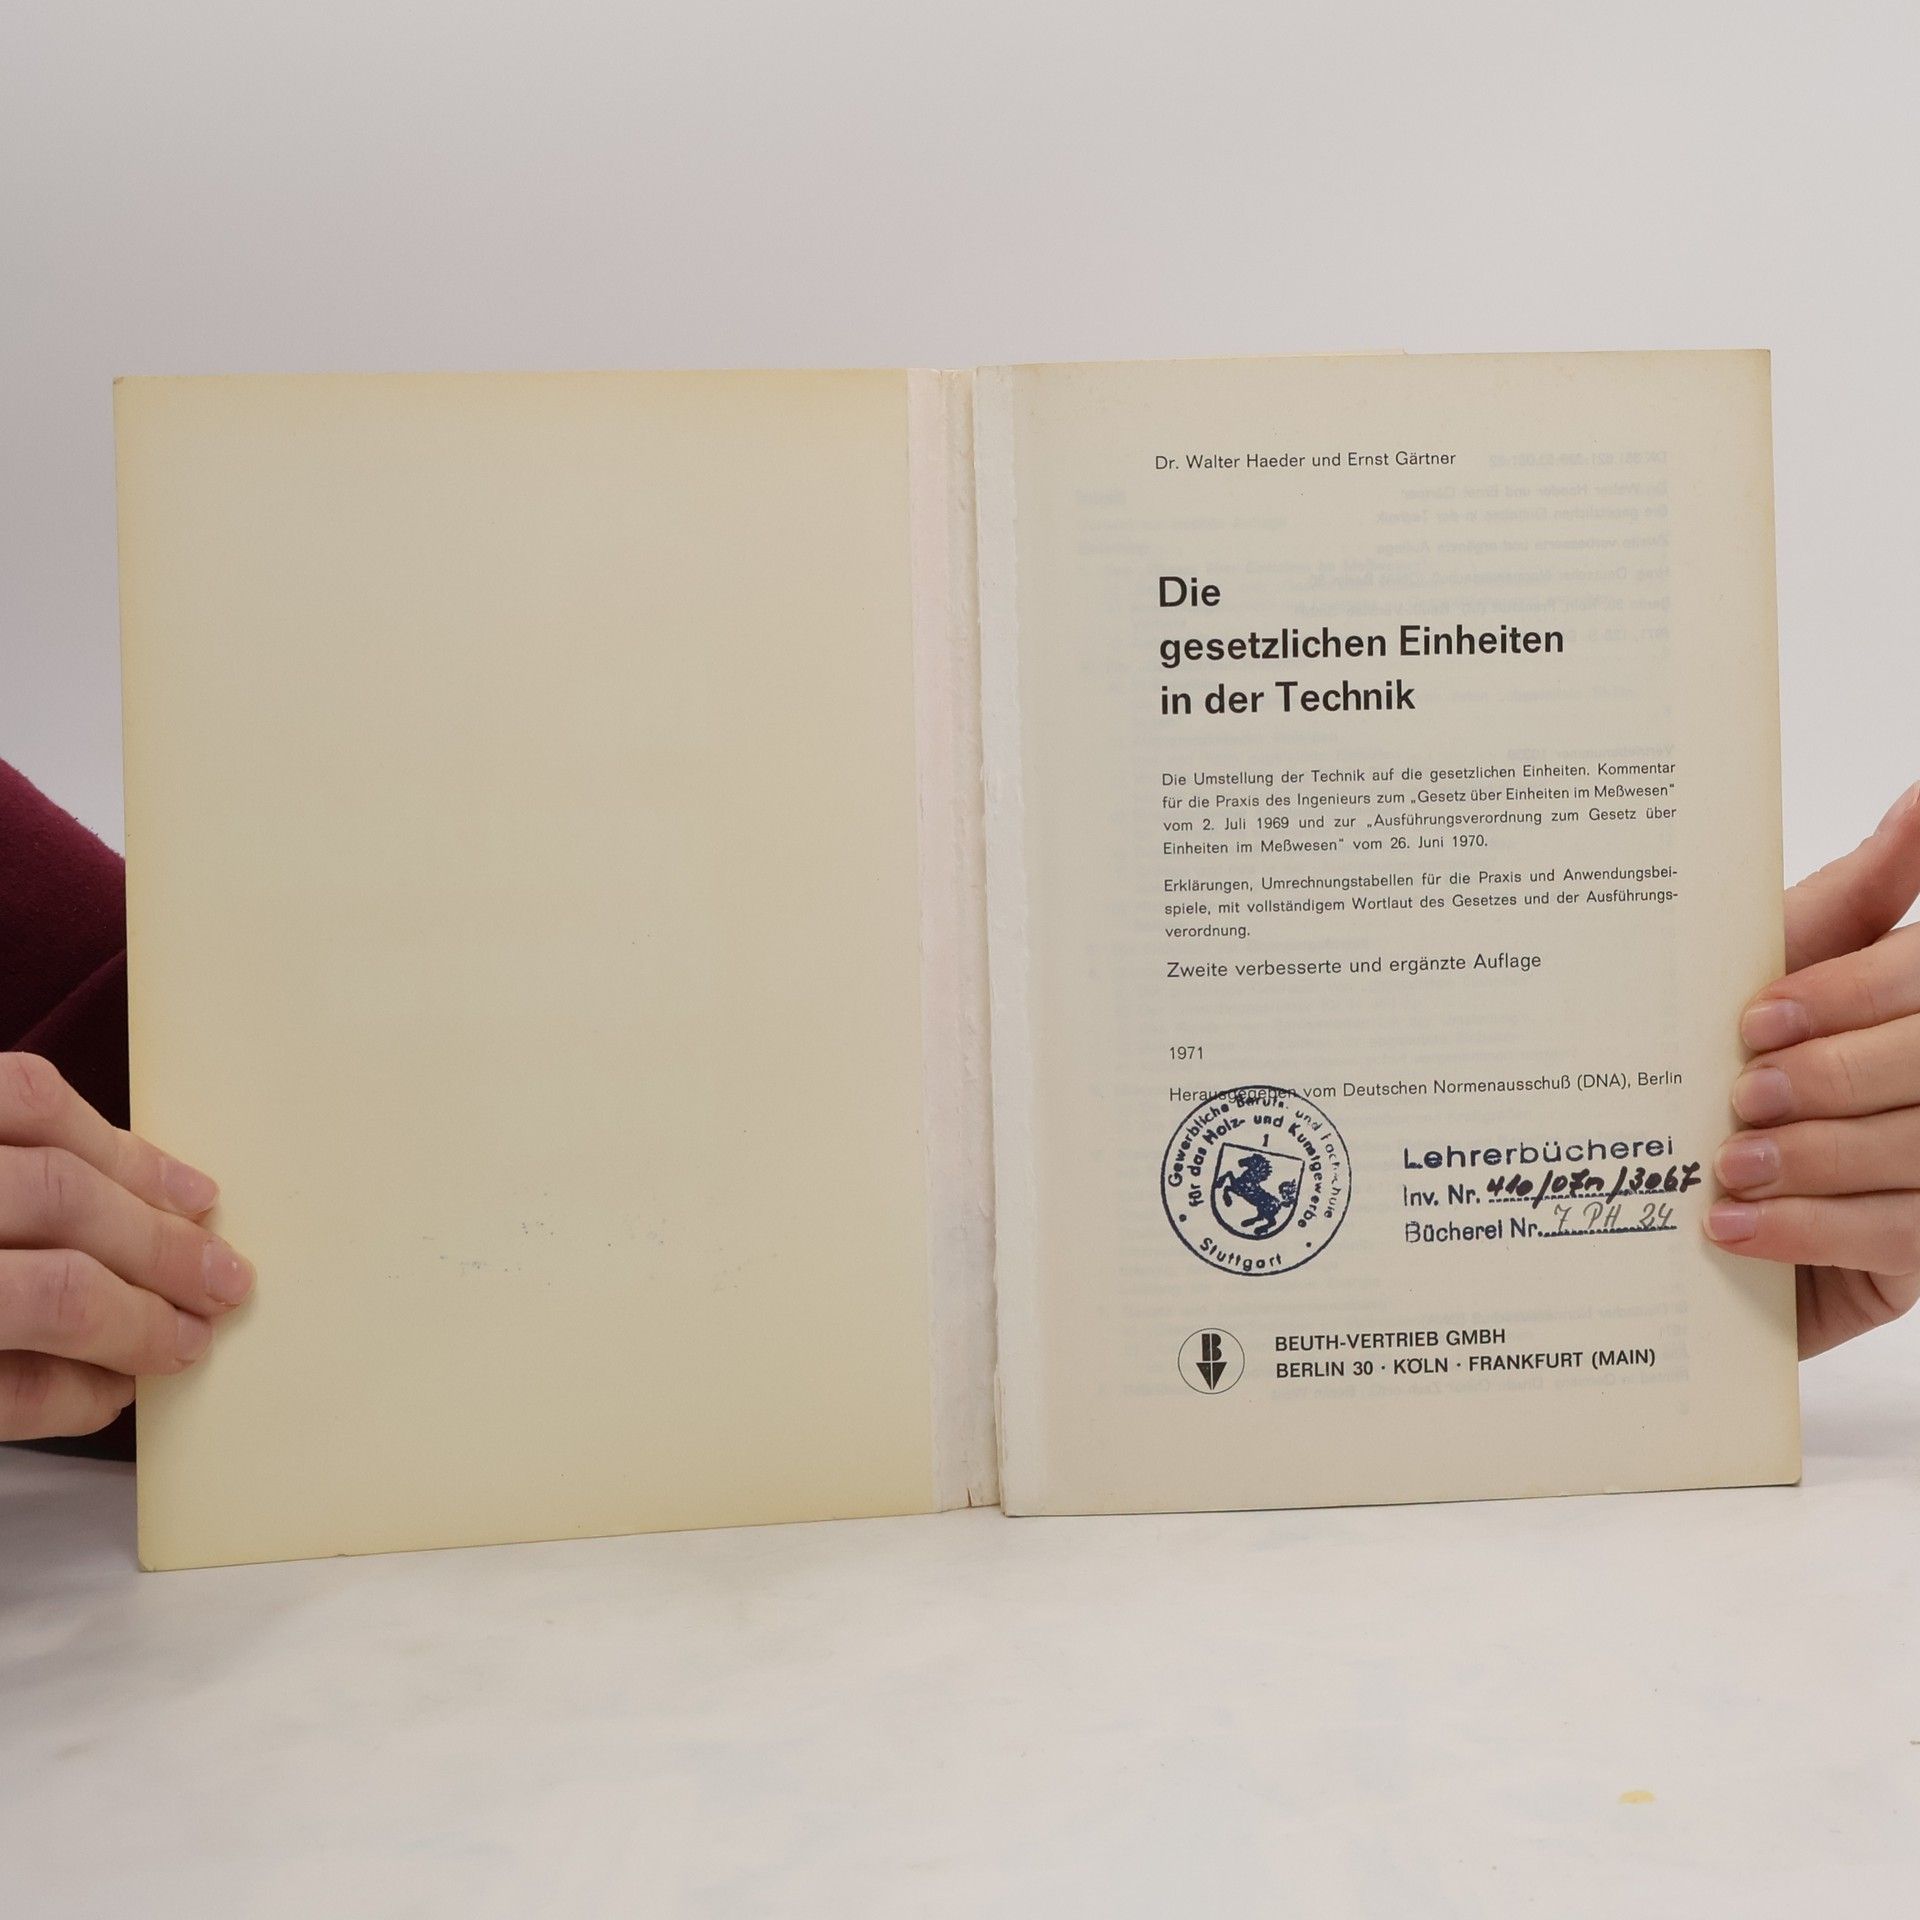 Dr. Walter Haeder und Ernst Gärtner
Die
gesetzlichen Einheiten
in der Technik
Die Umstellung der Technik auf die gesetzlichen Einheiten. Kommentar
für die Praxis des Ingenieurs zum „Gesetz über Einheiten im Meßwesen"
vom 2. Juli 1969 und zur „Ausführungsverordnung zum Gesetz über
Einheiten im Meßwesen" vom 26. Juni 1970.
Erklärungen, Umrechnungstabellen für die Praxis und Anwendungsbei-
spiele, mit vollständigem Wortlaut des Gesetzes und der Ausführungs-
verordnung.
Zweite verbesserte und ergänzte Auflage
1971
Herausgegeben vom Deutschen Normenausschuß (DNA), Berlin
Gewerbliche Berufs- und Fachschule
für das Holz- und Kunstgewerbe
1
Stuttgart
Lehrerbücherei
Inv. Nr. 410/07n/3067
Bücherei Nr. 7 PH 24
B
BEUTH-VERTRIEB GMBH
BERLIN 30 · KÖLN · FRANKFURT (MAIN)